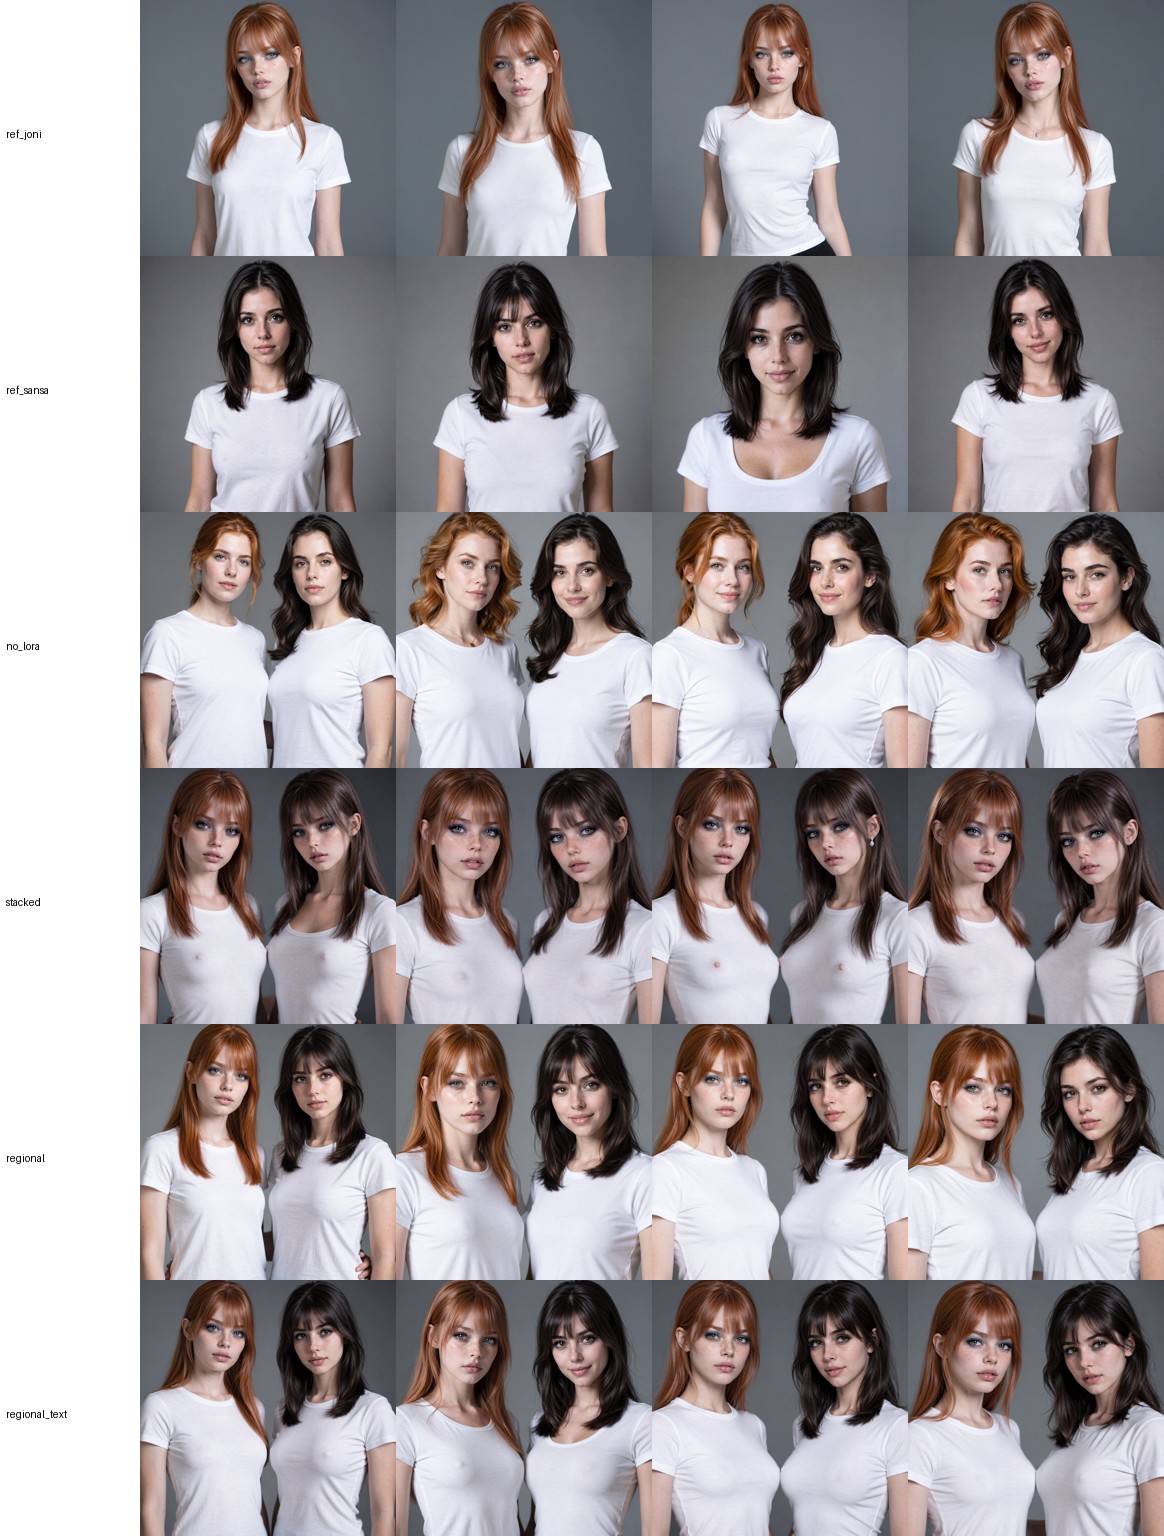 ref_joni
ref_sansa
no_lora
stacked
regional
regional_text